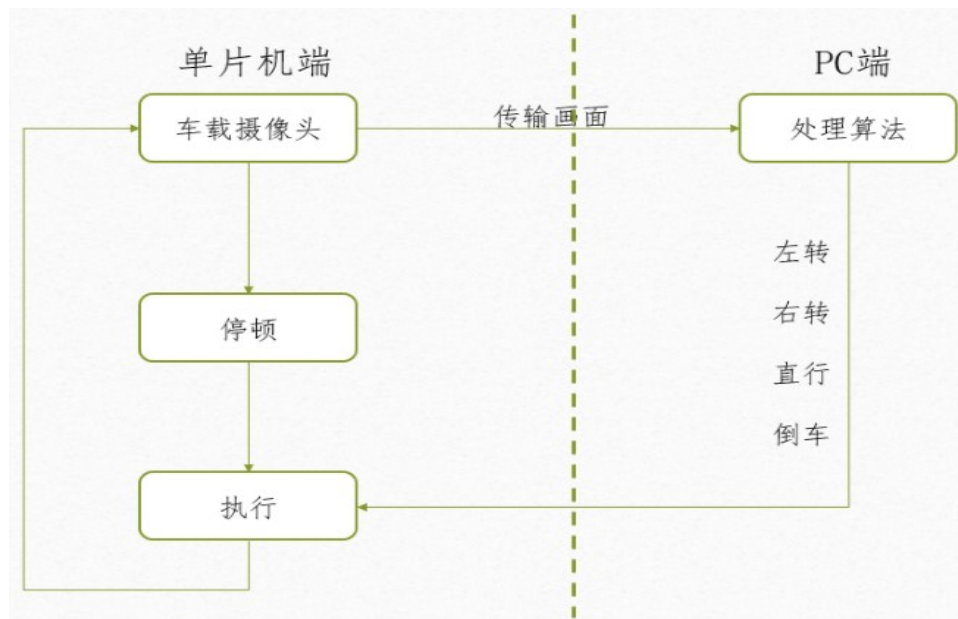 单片机端
PC端
车载摄像头
传输画面
处理算法
左转
右转
直行
倒车
停顿
执行